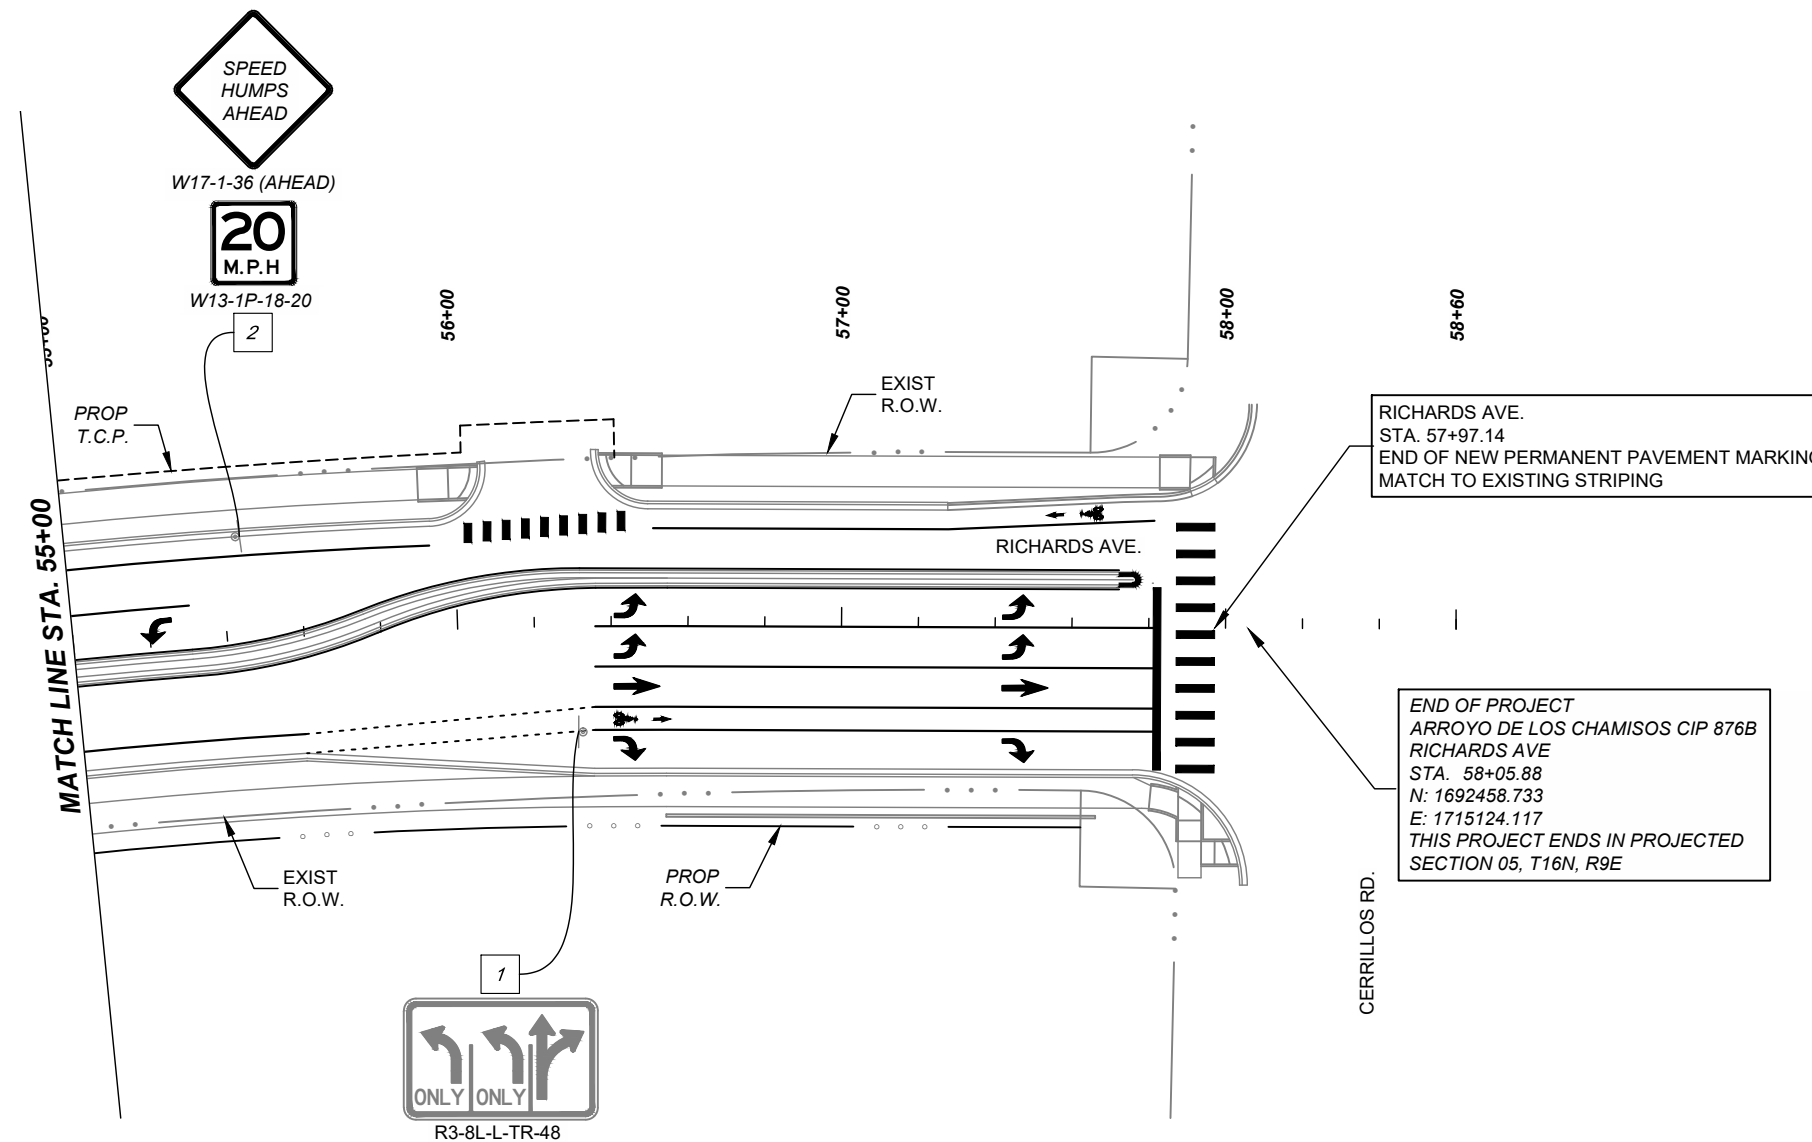 SPEED
HUMPS
AHEAD
W17-1-36 (AHEAD)
20
M.P.H
W13-1P-18-20
2
56+00
57+00
58+00
58+60
PROP
T.C.P.
EXIST
R.O.W.
RICHARDS AVE.
STA. 57+97.14
END OF NEW PERMANENT PAVEMENT MARKING
MATCH TO EXISTING STRIPING
MATCH LINE STA. 55+00
RICHARDS AVE.
END OF PROJECT
ARROYO DE LOS CHAMISOS CIP 876B
RICHARDS AVE
STA. 58+05.88
N: 1692458.733
E: 1715124.117
THIS PROJECT ENDS IN PROJECTED
SECTION 05, T16N, R9E
EXIST
R.O.W.
PROP
R.O.W.
CERRILLOS RD.
1
ONLY ONLY
R3-8L-L-TR-48